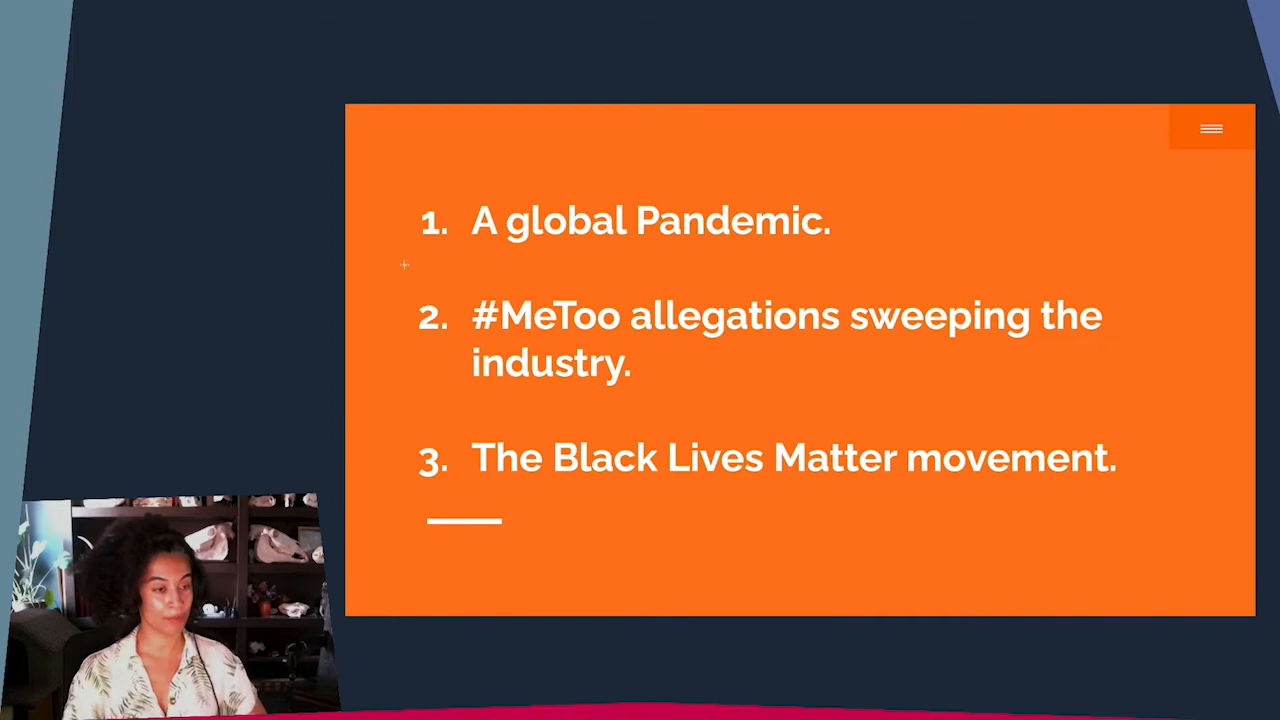 1. A global Pandemic.
2. #MeToo allegations sweeping the
industry.
3. The Black Lives Matter movement.